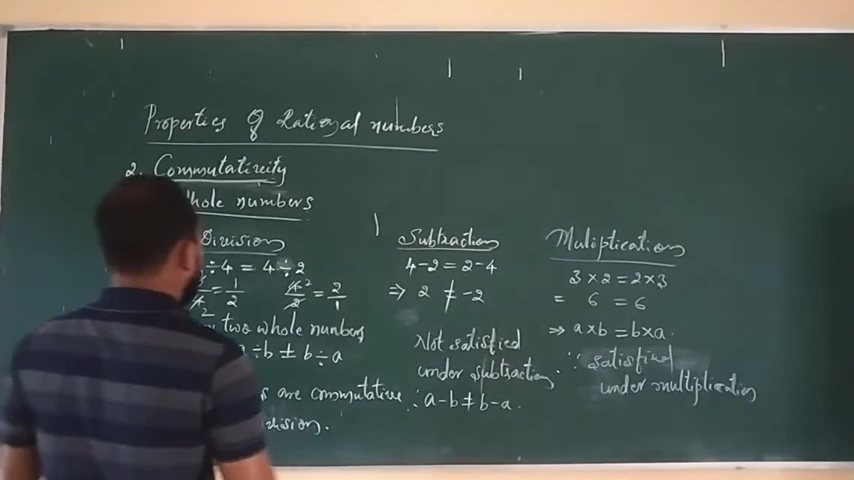 Properties of Rational numbers
2. Commutativity
Whole numbers
Division
÷4 = 4÷2
= 1/2 4/2 = 2/1
two whole numbers
a÷b ≠ b÷a
are commutative
Subtraction
4-2 = 2-4
⇒ 2 ≠ -2
Not satisfied
under subtraction
∴ a-b ≠ b-a.
Muliptication
3×2 = 2×3
= 6 = 6
⇒ a×b = b×a.
∵ satisfied
under multiplication